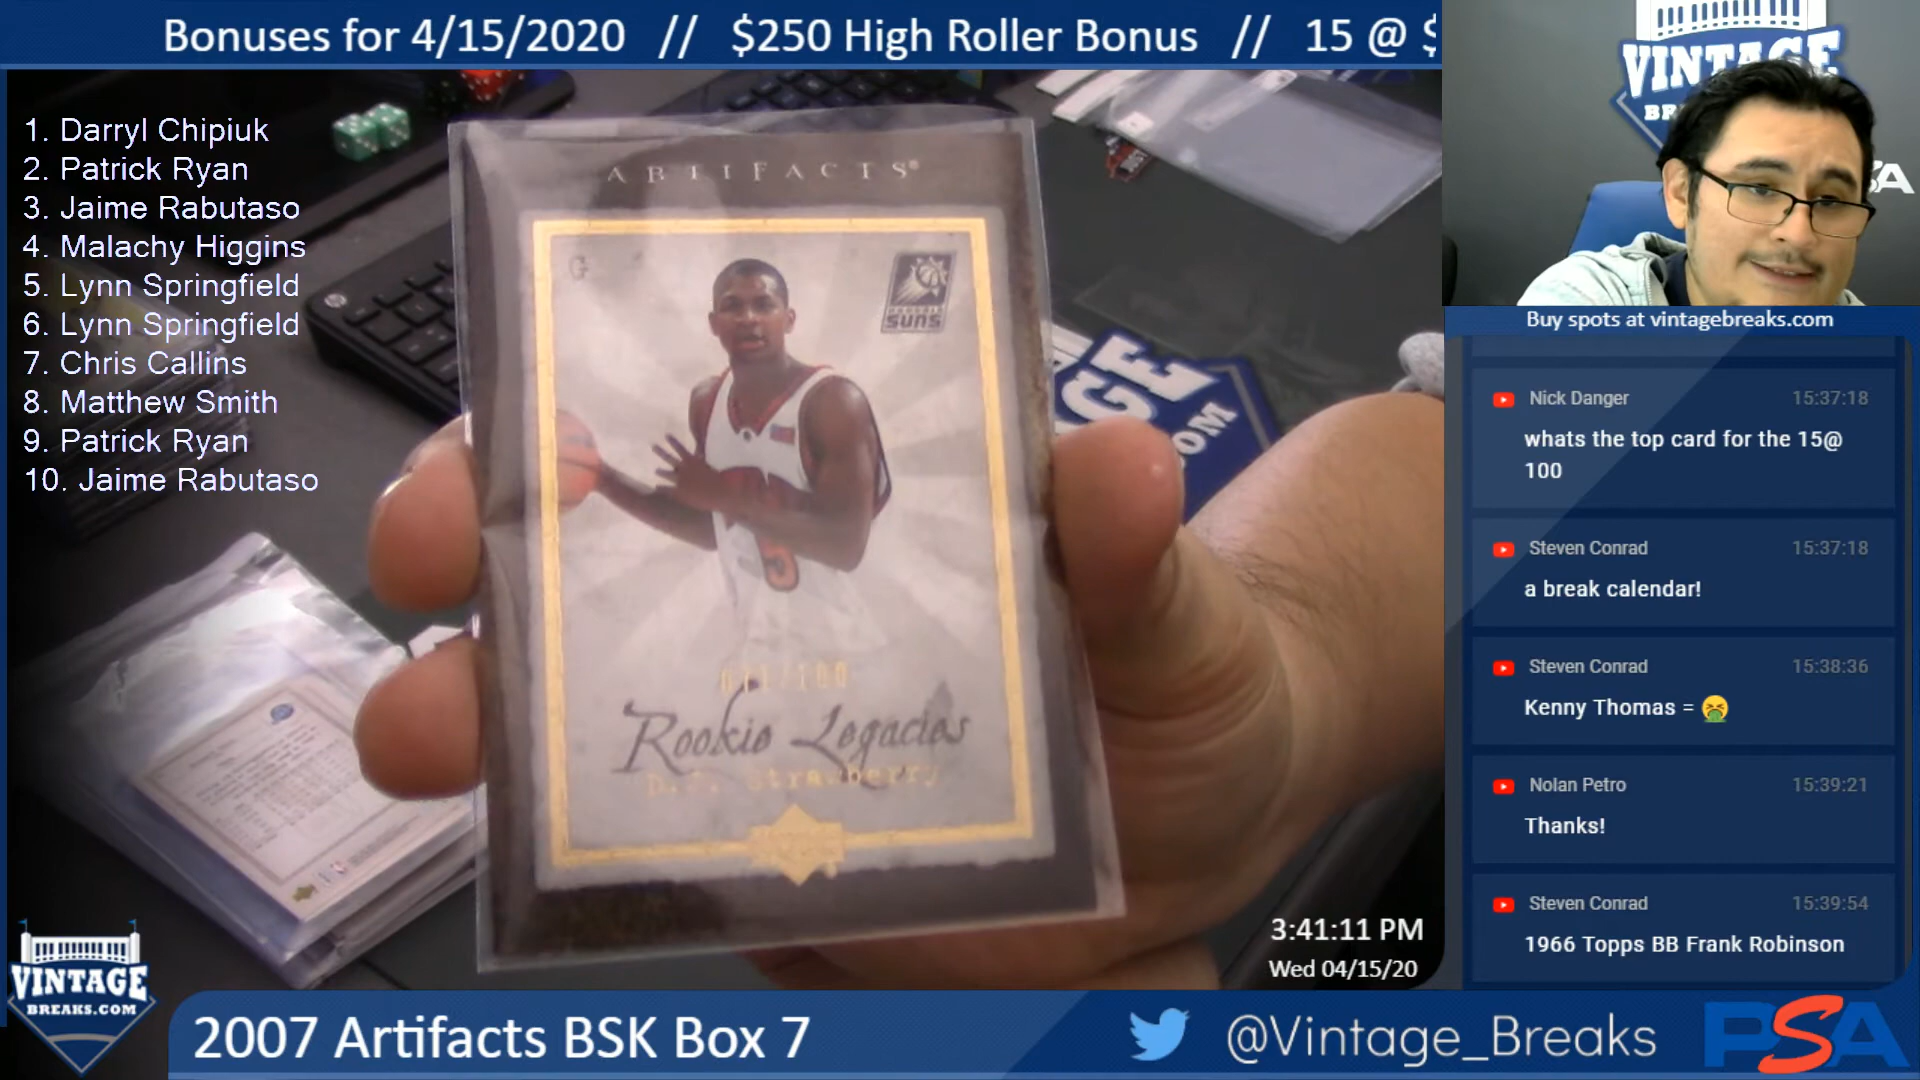 Bonuses for 4/15/2020 // $250 High Roller Bonus // 15 @ $
1. Darryl Chipiuk
2. Patrick Ryan
3. Jaime Rabutaso
4. Malachy Higgins
5. Lynn Springfield
6. Lynn Springfield
7. Chris Callins
8. Matthew Smith
9. Patrick Ryan
10. Jaime Rabutaso
ARTIFACTS®
G
SUNS
5
071/100
Rookie Legacies
D.J. Strawberry
VINTAGE
Buy spots at vintagebreaks.com
Nick Danger 15:37:18
whats the top card for the 15@
100
Steven Conrad 15:37:18
a break calendar!
Steven Conrad 15:38:36
Kenny Thomas = 🤮
Nolan Petro 15:39:21
Thanks!
Steven Conrad 15:39:54
1966 Topps BB Frank Robinson
3:41:11 PM
Wed 04/15/20
VINTAGE
BREAKS.COM
2007 Artifacts BSK Box 7
@Vintage_Breaks
PSA